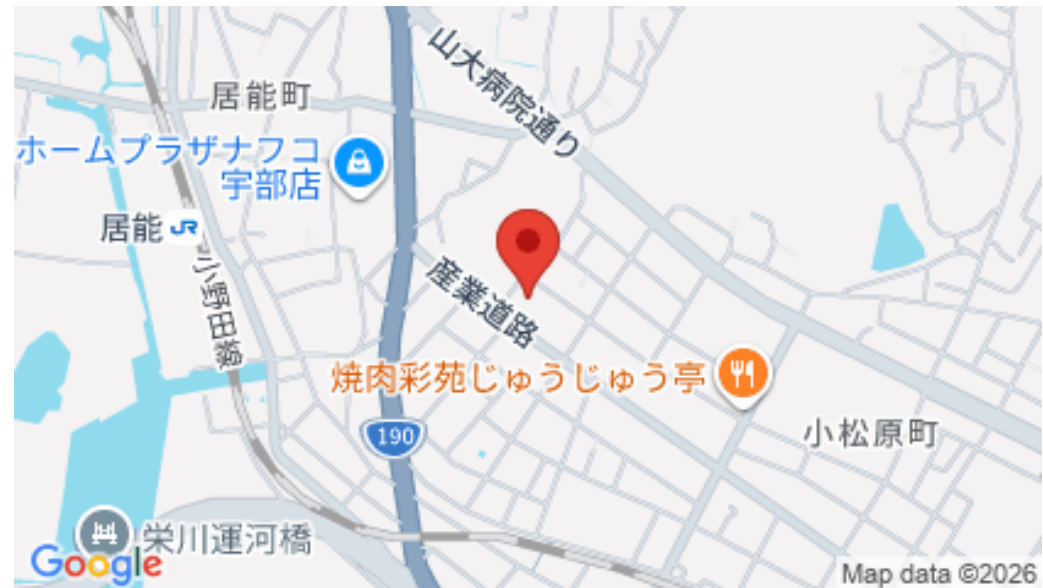 山大病院通り
居能町
ホームプラザナフコ
宇部店
居能 JR
小野田線
産業道路
焼肉彩苑じゅうじゅう亭
190
小松原町
栄川運河橋
Google
Map data ©2026